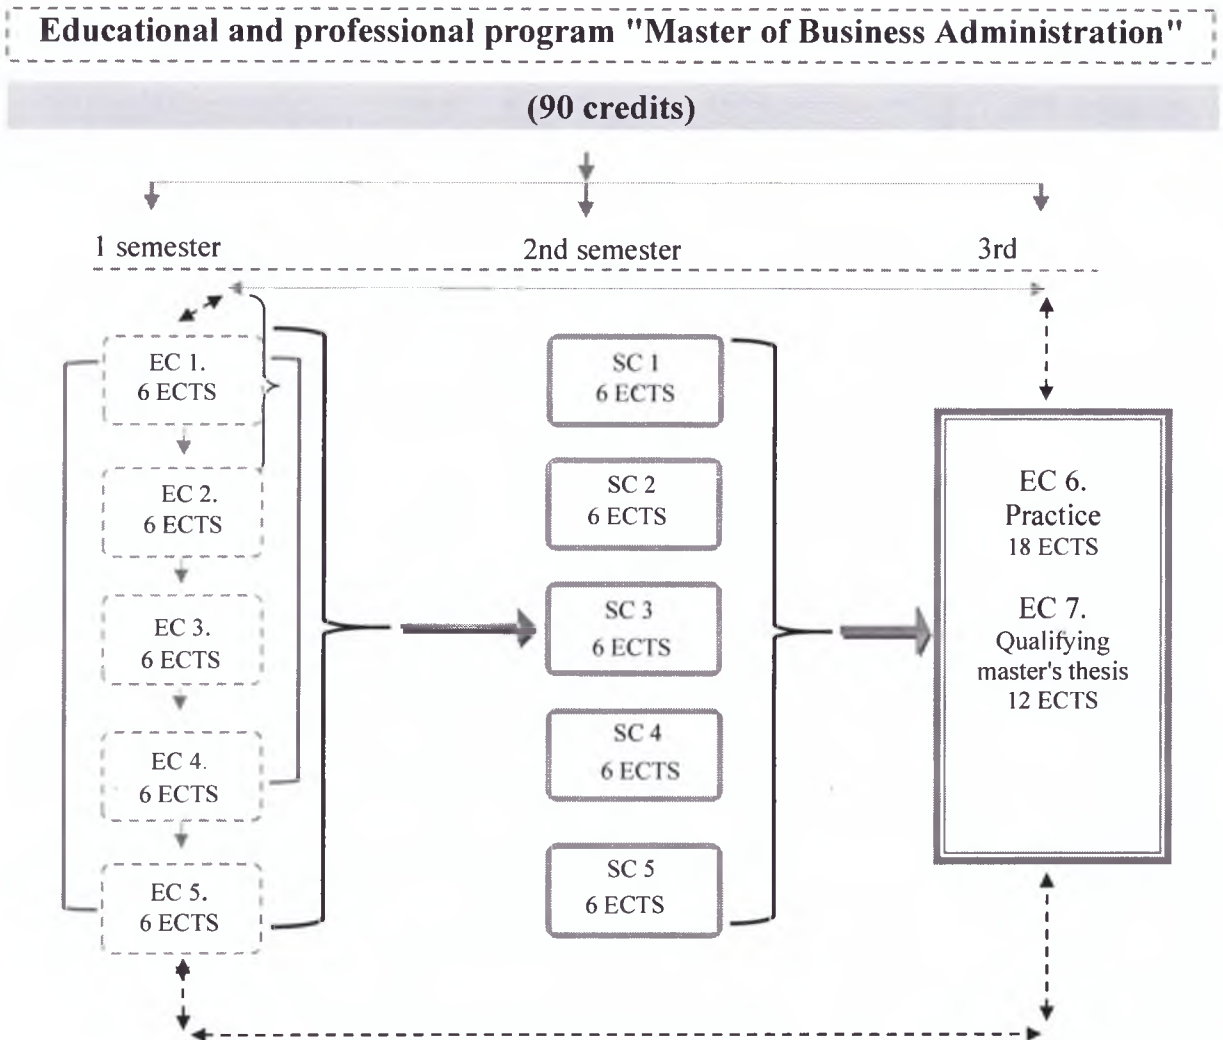 Educational and professional program "Master of Business Administration"
(90 credits)
1 semester
2nd semester
3rd
EC 1.
6 ECTS
EC 2.
6 ECTS
EC 3.
6 ECTS
EC 4.
6 ECTS
EC 5.
6 ECTS
SC 1
6 ECTS
SC 2
6 ECTS
SC 3
6 ECTS
SC 4
6 ECTS
SC 5
6 ECTS
EC 6.
Practice
18 ECTS
EC 7.
Qualifying
master's thesis
12 ECTS